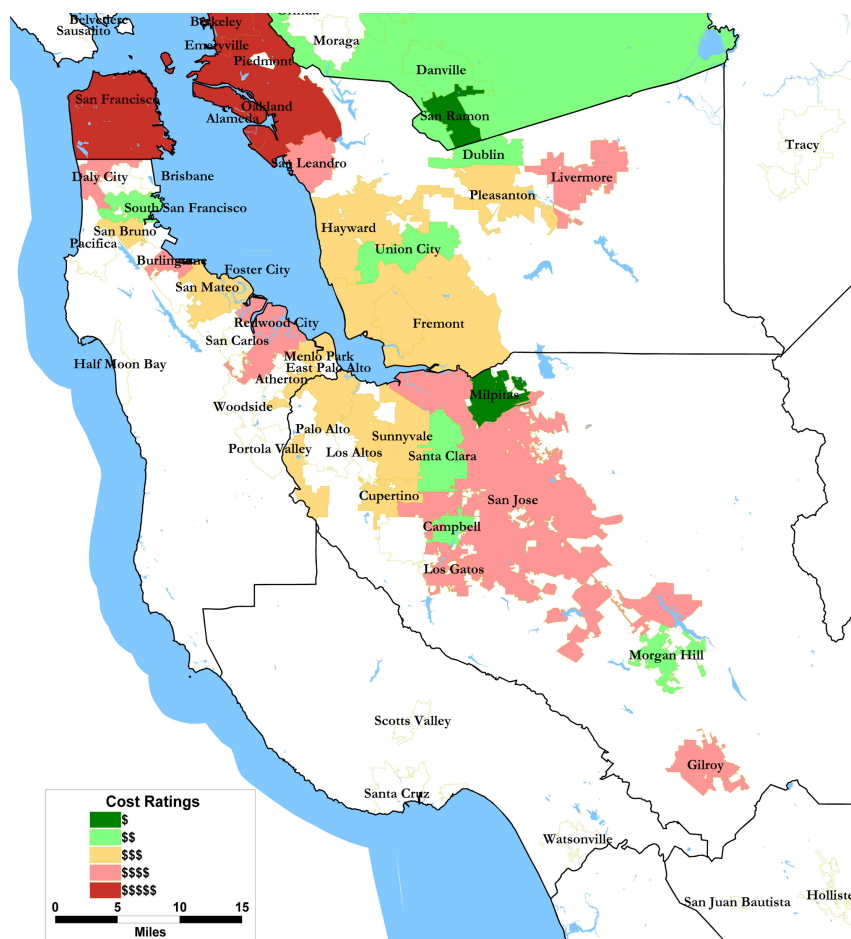 Belvedere
Sausalito
Berkeley
Orinda
Moraga
Emeryville
Piedmont
Danville
San Francisco
Oakland
Alameda
San Ramon
Tracy
Dublin
San Leandro
Daly City
Brisbane
Livermore
Pleasanton
South San Francisco
San Bruno
Hayward
Pacifica
Union City
Burlingame
Foster City
San Mateo
Redwood City
Fremont
San Carlos
Menlo Park
Half Moon Bay
East Palo Alto
Atherton
Milpitas
Woodside
Palo Alto
Sunnyvale
Portola Valley
Los Altos
Santa Clara
Cupertino
San Jose
Campbell
Los Gatos
Morgan Hill
Scotts Valley
Gilroy
Santa Cruz
Watsonville
San Juan Bautista
Holliste
Cost Ratings
$
$$
$$$
$$$$
$$$$$
0 5 10 15
Miles